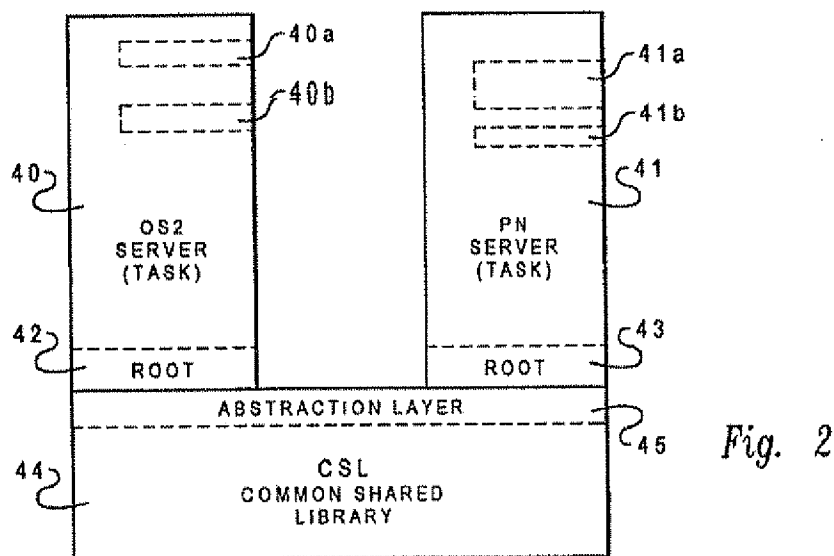 40a
41a
40b
41b
40
41
OS2
SERVER
(TASK)
PN
SERVER
(TASK)
42
43
ROOT
ROOT
ABSTRACTION LAYER
45
Fig. 2
44
CSL
COMMON SHARED
LIBRARY